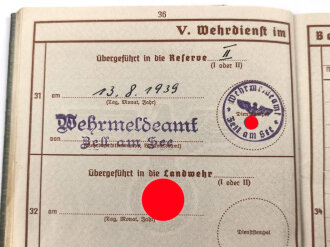 36
V. Wehrdienst im
überführt in die Reserve II
(I oder II)
31 am 13. 8. 1939
(Tag, Monat, Jahr)
Wehrmeldeamt
Zell am See
Wehrmeldeamt
Zell am See
überführt in die Landwehr
(I oder II)
32 am
(Tag, Monat, Jahr)
Dienststempel